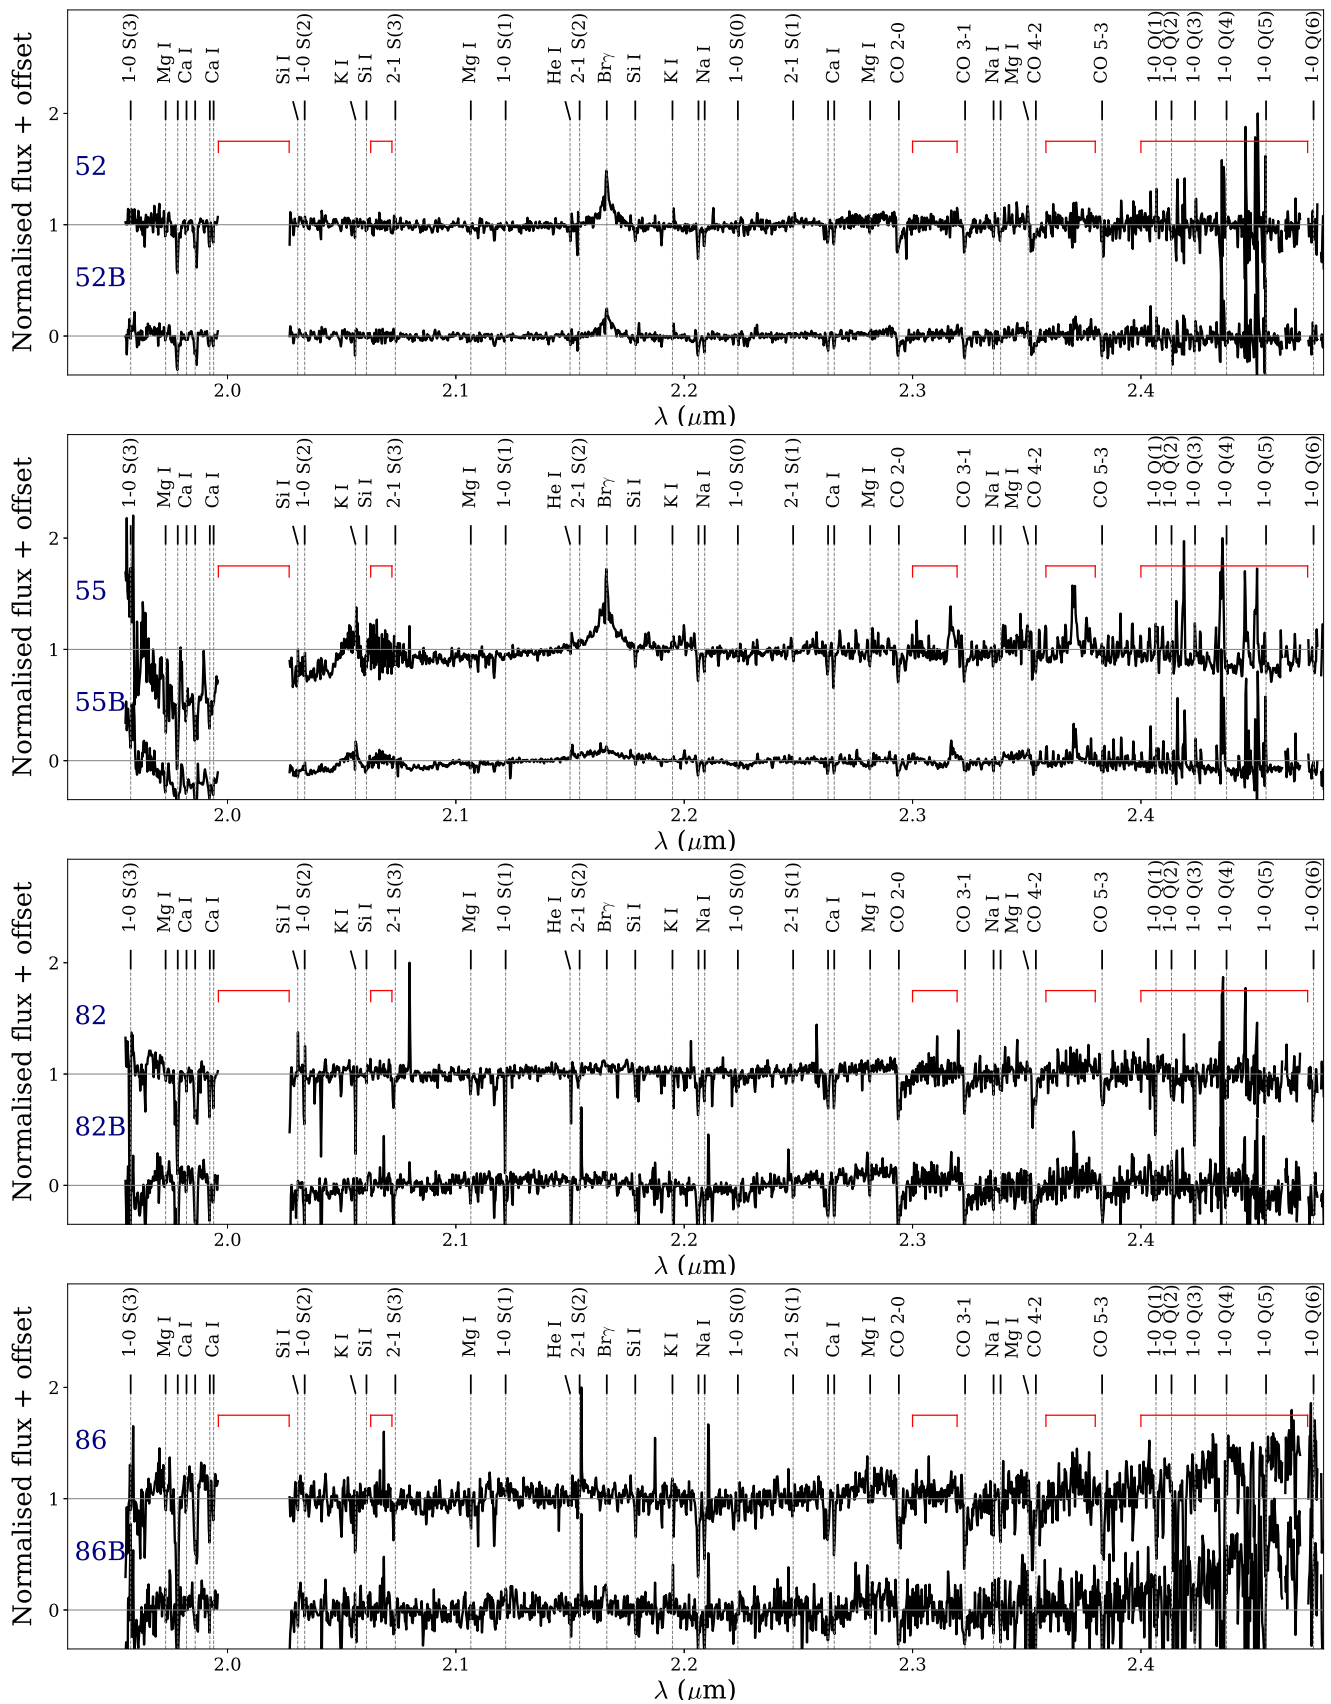 1-0 S(3) Mg I Ca I Ca I Si I 1-0 S(2) K I Si I 2-1 S(3) Mg I 1-0 S(1) He I 2-1 S(2) Brγ Si I K I Na I 1-0 S(0) 2-1 S(1) Ca I Mg I CO 2-0 CO 3-1 Na I Mg I CO 4-2 CO 5-3 1-0 Q(1) 1-0 Q(2) 1-0 Q(3) 1-0 Q(4) 1-0 Q(5) 1-0 Q(6)
Normalised flux + offset
2
52
1
52B
0
2.0 2.1 2.2 2.3 2.4
λ (μm)
1-0 S(3) Mg I Ca I Ca I Si I 1-0 S(2) K I Si I 2-1 S(3) Mg I 1-0 S(1) He I 2-1 S(2) Brγ Si I K I Na I 1-0 S(0) 2-1 S(1) Ca I Mg I CO 2-0 CO 3-1 Na I Mg I CO 4-2 CO 5-3 1-0 Q(1) 1-0 Q(2) 1-0 Q(3) 1-0 Q(4) 1-0 Q(5) 1-0 Q(6)
Normalised flux + offset
2
55
1
55B
0
2.0 2.1 2.2 2.3 2.4
λ (μm)
1-0 S(3) Mg I Ca I Ca I Si I 1-0 S(2) K I Si I 2-1 S(3) Mg I 1-0 S(1) He I 2-1 S(2) Brγ Si I K I Na I 1-0 S(0) 2-1 S(1) Ca I Mg I CO 2-0 CO 3-1 Na I Mg I CO 4-2 CO 5-3 1-0 Q(1) 1-0 Q(2) 1-0 Q(3) 1-0 Q(4) 1-0 Q(5) 1-0 Q(6)
Normalised flux + offset
2
82
1
82B
0
2.0 2.1 2.2 2.3 2.4
λ (μm)
1-0 S(3) Mg I Ca I Ca I Si I 1-0 S(2) K I Si I 2-1 S(3) Mg I 1-0 S(1) He I 2-1 S(2) Brγ Si I K I Na I 1-0 S(0) 2-1 S(1) Ca I Mg I CO 2-0 CO 3-1 Na I Mg I CO 4-2 CO 5-3 1-0 Q(1) 1-0 Q(2) 1-0 Q(3) 1-0 Q(4) 1-0 Q(5) 1-0 Q(6)
Normalised flux + offset
2
86
1
86B
0
2.0 2.1 2.2 2.3 2.4
λ (μm)